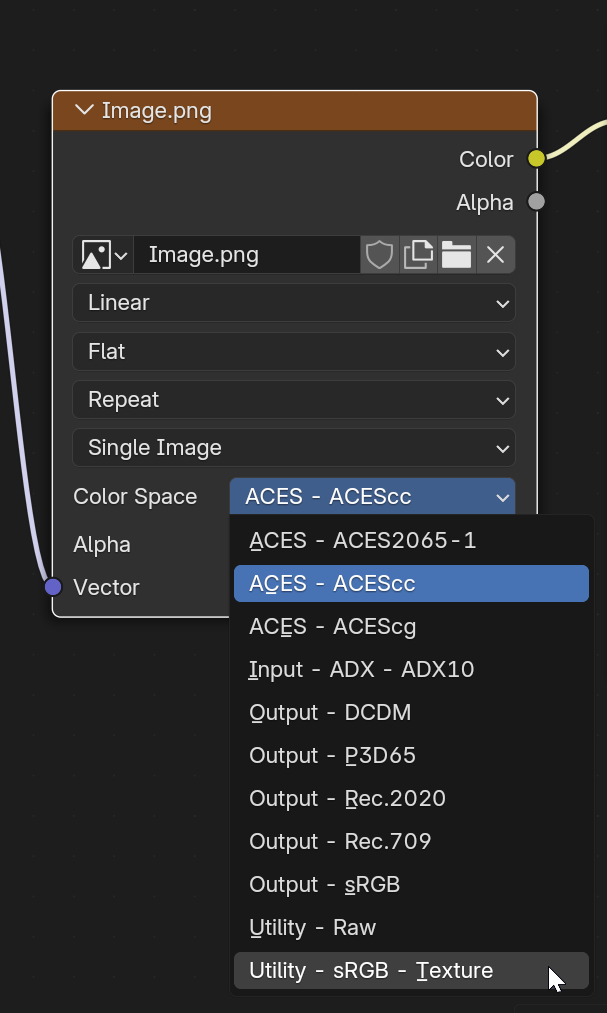 Image.png
Color
Alpha
Image.png
Linear
Flat
Repeat
Single Image
Color Space ACES - ACEScc
Alpha
Vector
ACES - ACES2065-1
ACES - ACEScc
ACES - ACEScg
Input - ADX - ADX10
Output - DCDM
Output - P3D65
Output - Rec.2020
Output - Rec.709
Output - sRGB
Utility - Raw
Utility - sRGB - Texture